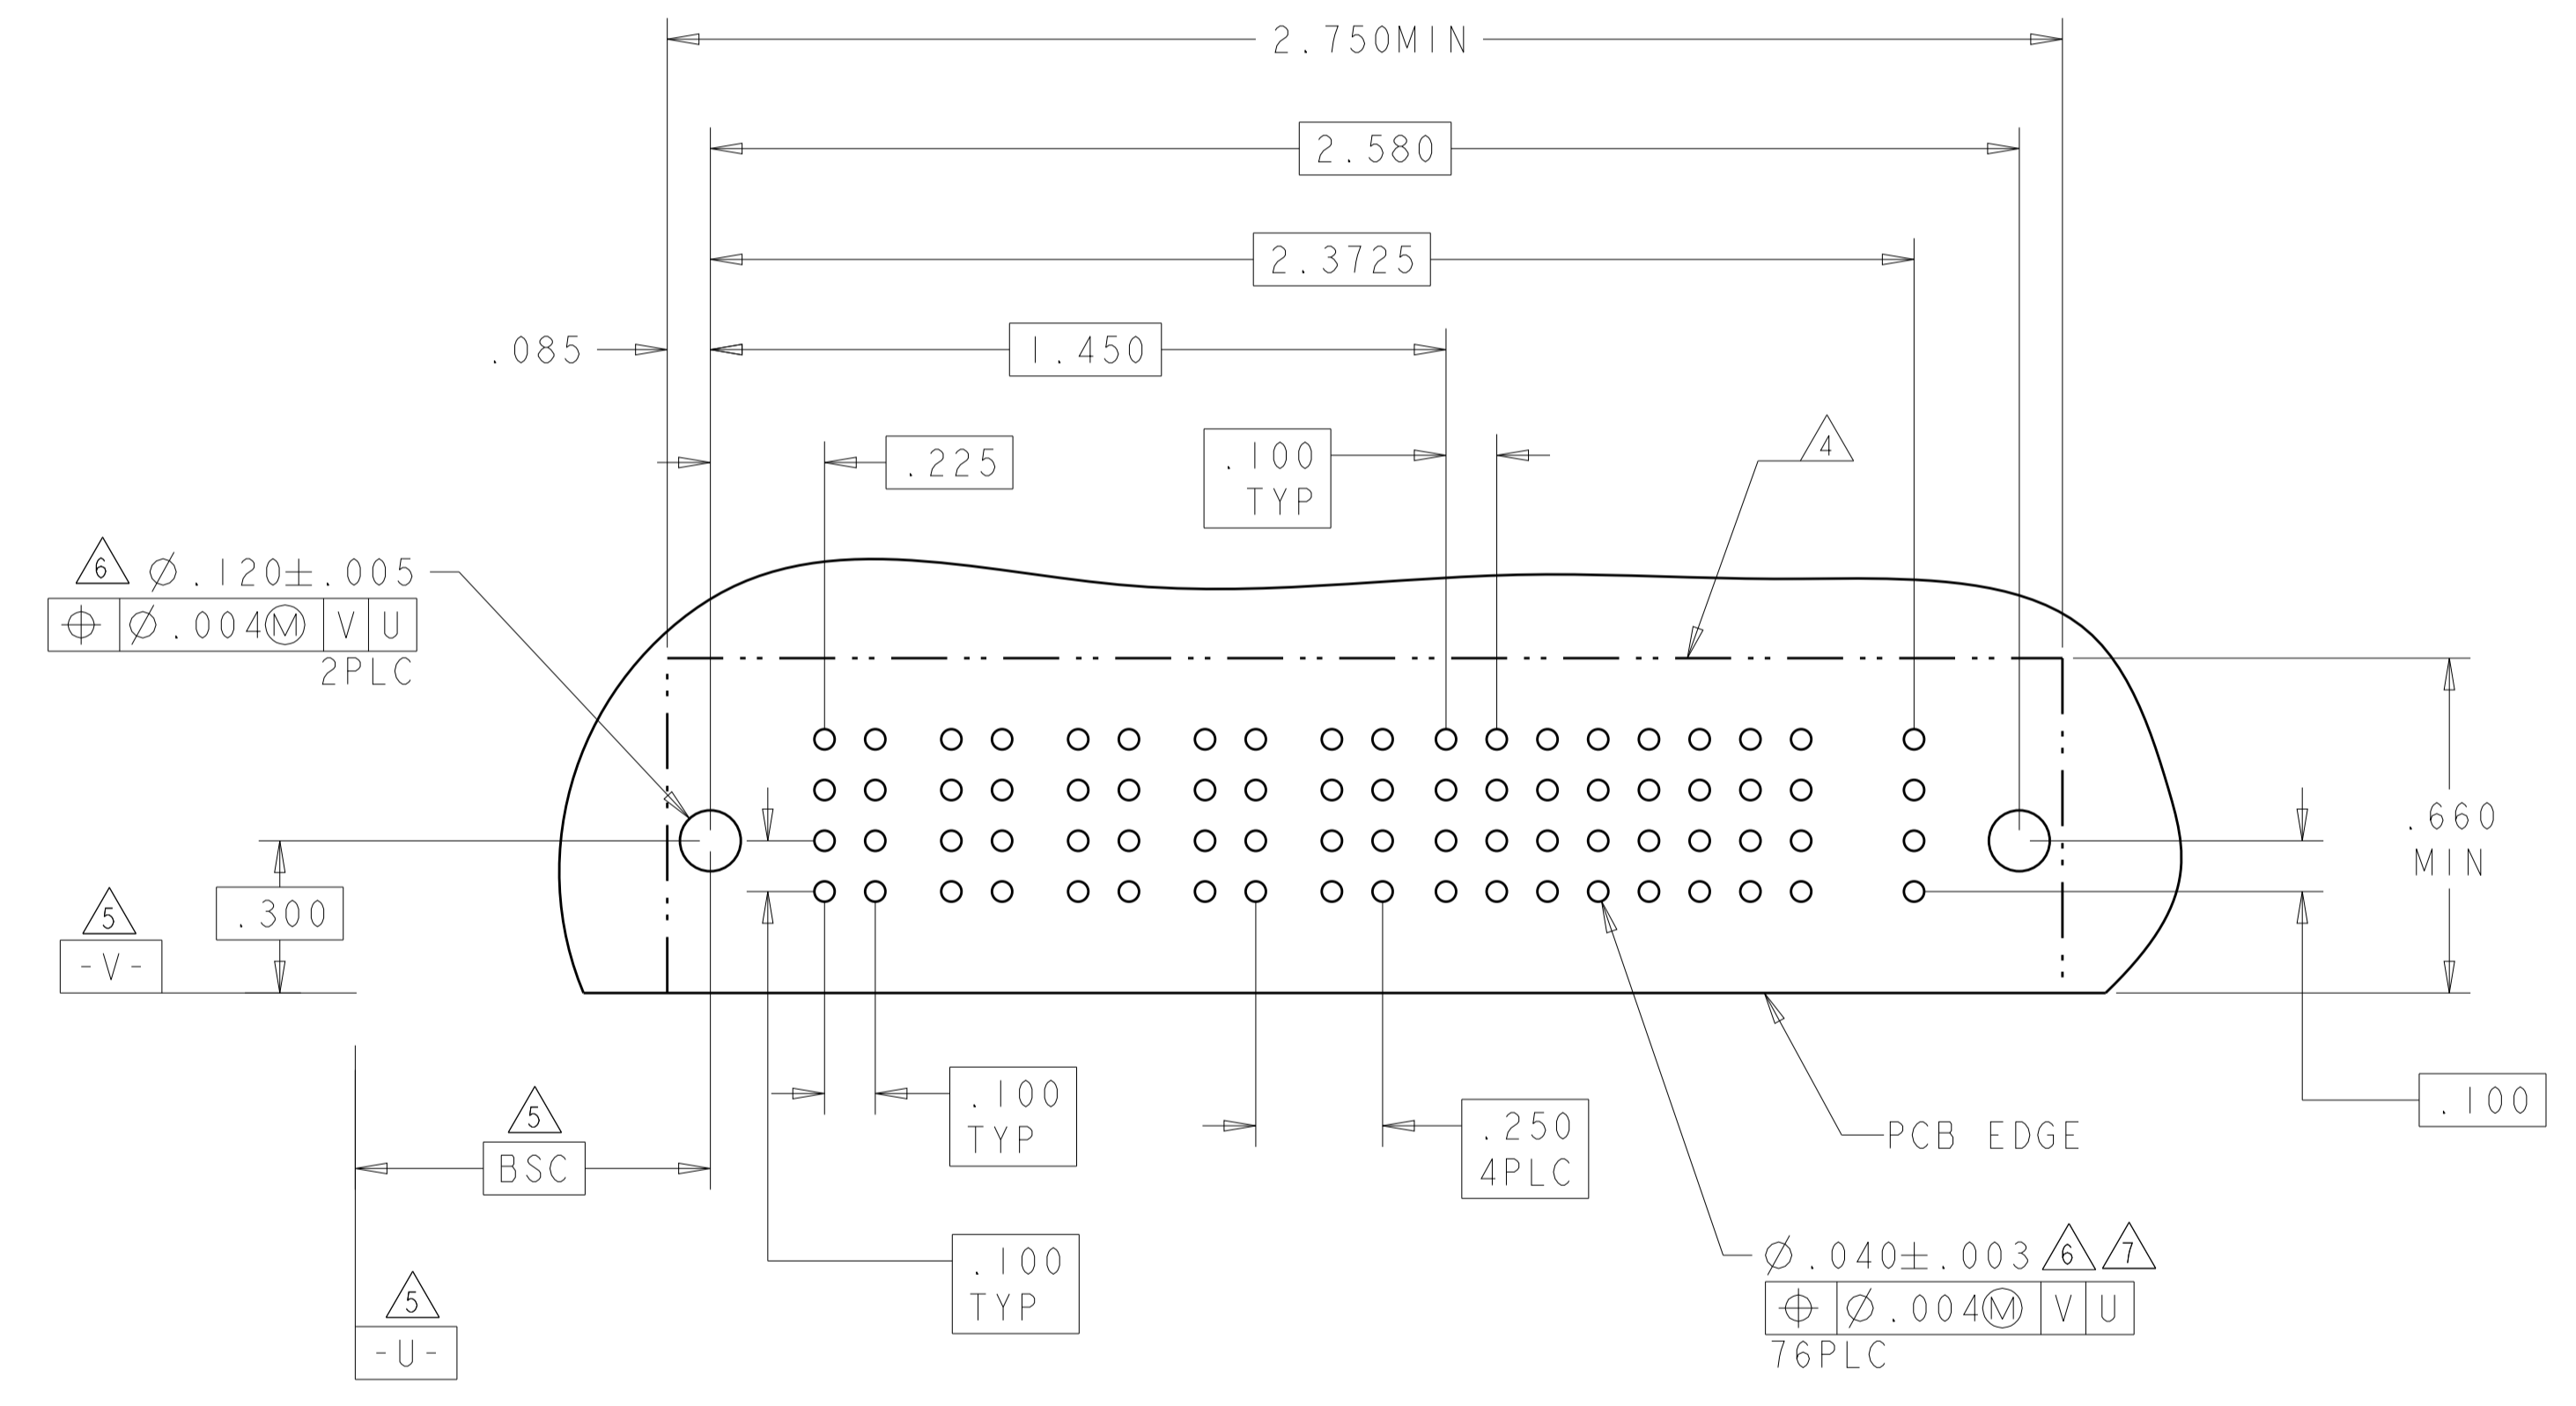 2.750MIN
2.580
2.3725
.085
1.450
.225
.100
TYP
4
6 Ø.120±.005
⌖ Ø.004Ⓜ V U
2PLC
.660
MIN
.300
5
-V-
.100
TYP
.250
4PLC
PCB EDGE
.100
5
BSC
.100
TYP
Ø.040±.003 6 7
⌖ Ø.004Ⓜ V U
76PLC
5
-U-